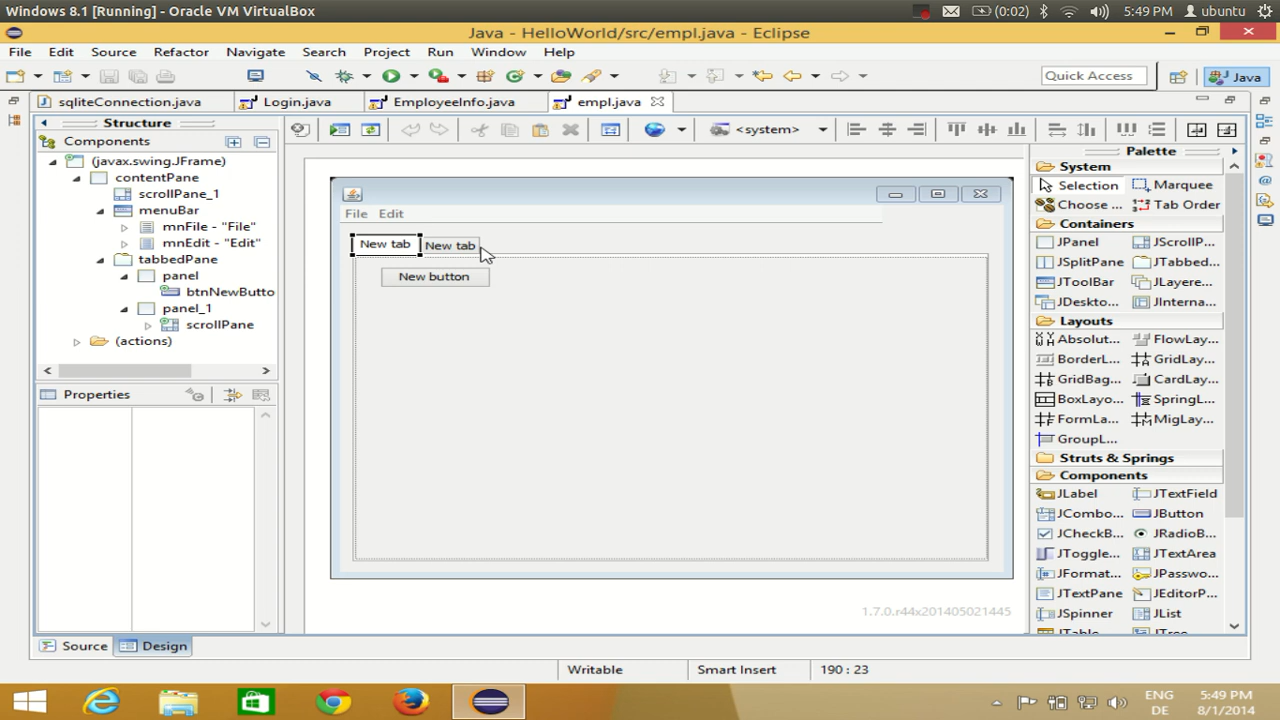 Windows 8.1 [Running] - Oracle VM VirtualBox
(0:02)
5:49 PM
ubuntu
Java - HelloWorld/src/empl.java - Eclipse
File Edit Source Refactor Navigate Search Project Run Window Help
Quick Access
Java
sqliteConnection.java
Login.java
EmployeeInfo.java
empl.java
Structure
Components
(javax.swing.JFrame)
contentPane
scrollPane_1
menuBar
mnFile - "File"
mnEdit - "Edit"
tabbedPane
panel
btnNewButto
panel_1
scrollPane
(actions)
Properties
<system>
File Edit
New tab
New tab
New button
1.7.0.r44x201405021445
Palette
System
Selection
Marquee
Choose ...
Tab Order
Containers
JPanel
JScrollP...
JSplitPane
JTabbed...
JToolBar
JLayere...
JDeskto...
JInterna...
Layouts
Absolut...
FlowLay...
BorderL...
GridLay...
GridBag...
CardLay...
BoxLayo...
SpringL...
FormLa...
MigLay...
GroupL...
Struts & Springs
Components
JLabel
JTextField
JCombo...
JButton
JCheckB...
JRadioB...
JToggle...
JTextArea
JFormat...
JPasswo...
JTextPane
JEditorP...
JSpinner
JList
JTable
JTree
Source
Design
Writable
Smart Insert
190 : 23
ENG
DE
5:49 PM
8/1/2014